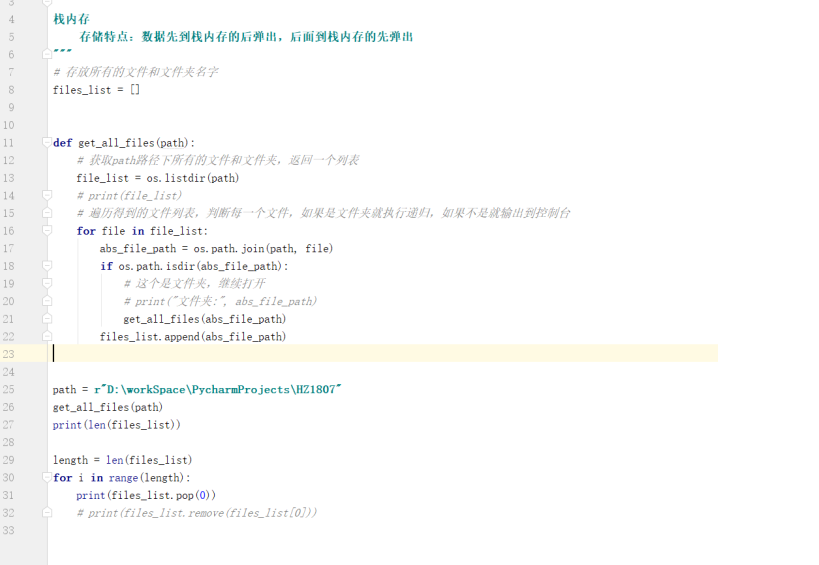 3
4 栈内存
5 存储特点：数据先到栈内存的后弹出，后面到栈内存的先弹出
6 """
7 # 存放所有的文件和文件夹名字
8 files_list = []
9
10
11 def get_all_files(path):
12 # 获取path路径下所有的文件和文件夹，返回一个列表
13 file_list = os.listdir(path)
14 # print(file_list)
15 # 遍历得到的文件列表，判断每一个文件，如果是文件夹就执行递归，如果不是就输出到控制台
16 for file in file_list:
17 abs_file_path = os.path.join(path, file)
18 if os.path.isdir(abs_file_path):
19 # 这个是文件夹，继续打开
20 # print("文件夹:", abs_file_path)
21 get_all_files(abs_file_path)
22 files_list.append(abs_file_path)
23
24
25 path = r"D:\workSpace\PycharmProjects\HZ1807"
26 get_all_files(path)
27 print(len(files_list))
28
29 length = len(files_list)
30 for i in range(length):
31 print(files_list.pop(0))
32 # print(files_list.remove(files_list[0]))
33